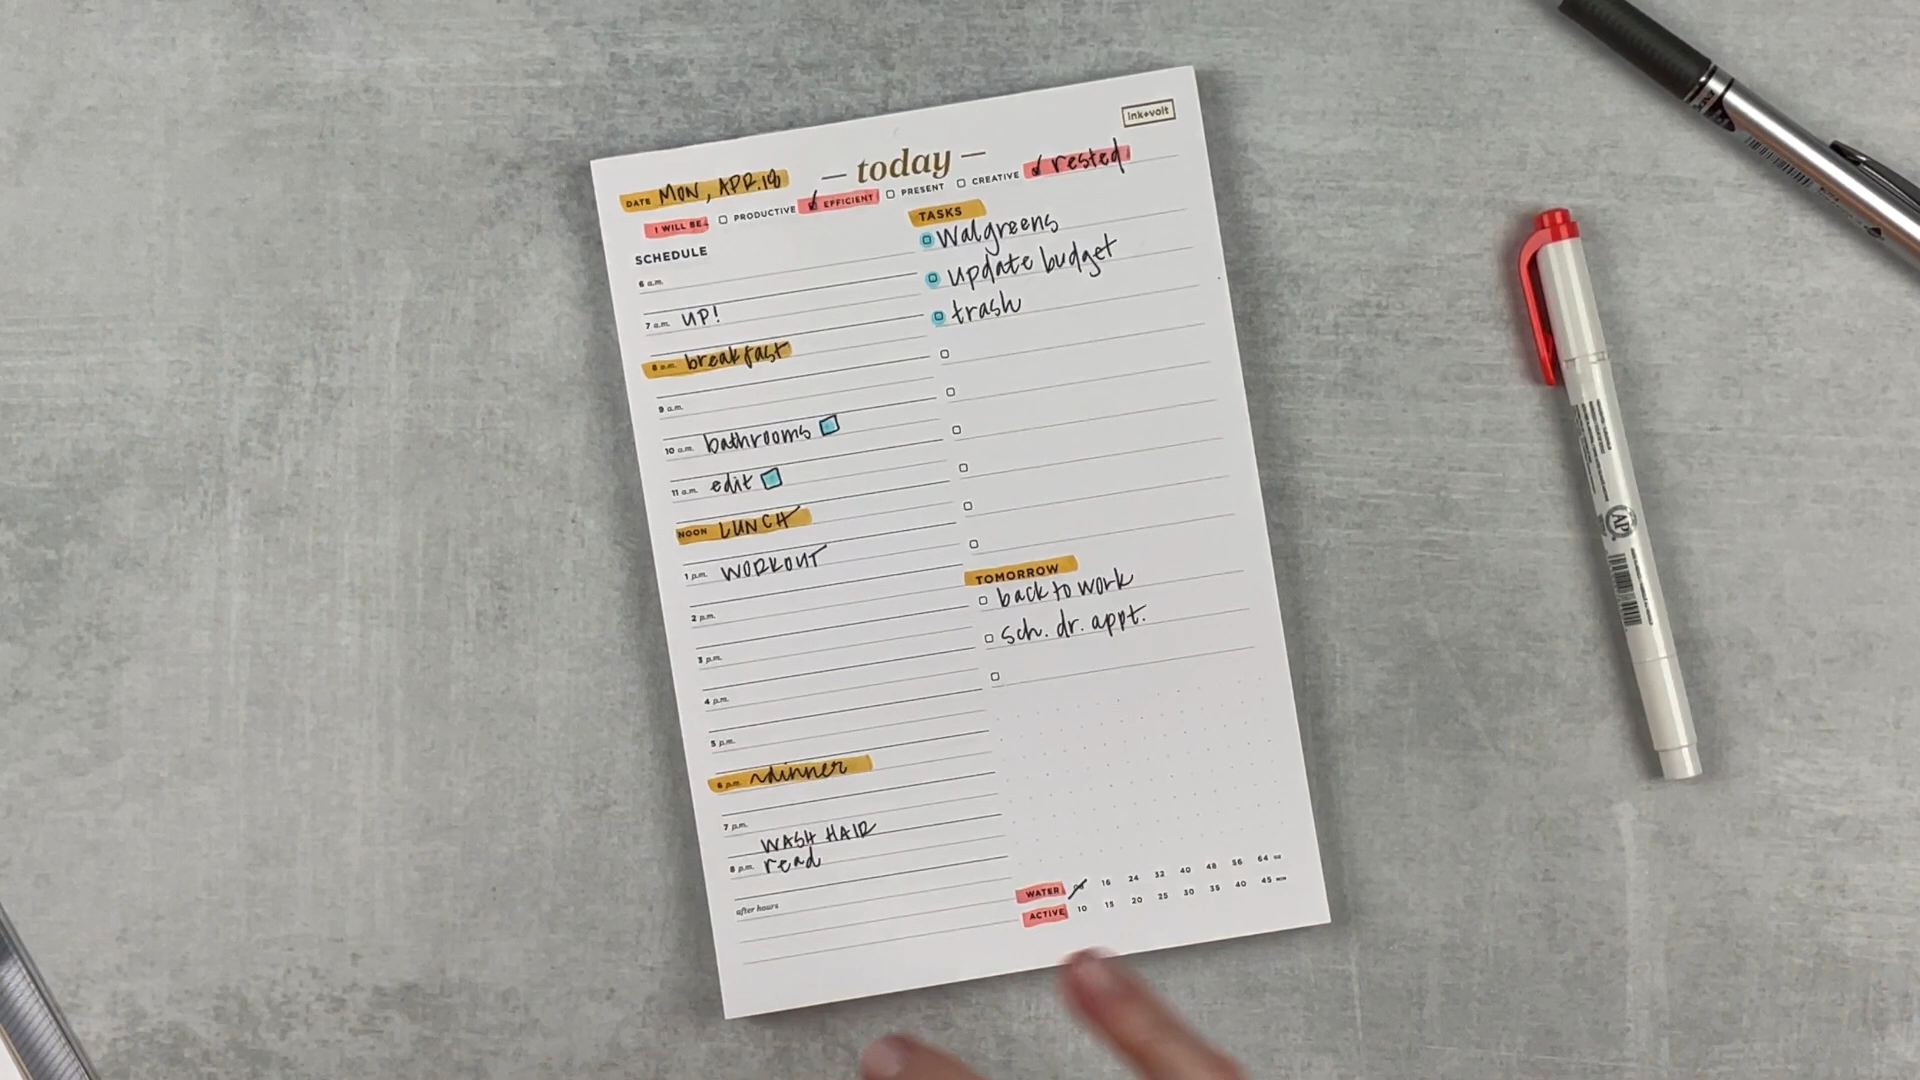 ink+volt
— today —
DATE MON, APR. 18
I WILL BE... PRODUCTIVE EFFICIENT PRESENT CREATIVE rested
SCHEDULE
6 a.m.
7 a.m. UP!
8 a.m. breakfast
9 a.m.
10 a.m. bathrooms
11 a.m. edit
NOON LUNCH
1 p.m. WORKOUT
2 p.m.
3 p.m.
4 p.m.
5 p.m.
6 p.m. dinner
7 p.m.
WASH HAIR
8 p.m. read
after hours
TASKS
Walgreens
update budget
trash
TOMORROW
back to work
sch. dr. appt.
WATER 16 24 32 40 48 56 64 oz
ACTIVE 10 15 20 25 30 35 40 45 MIN
AP